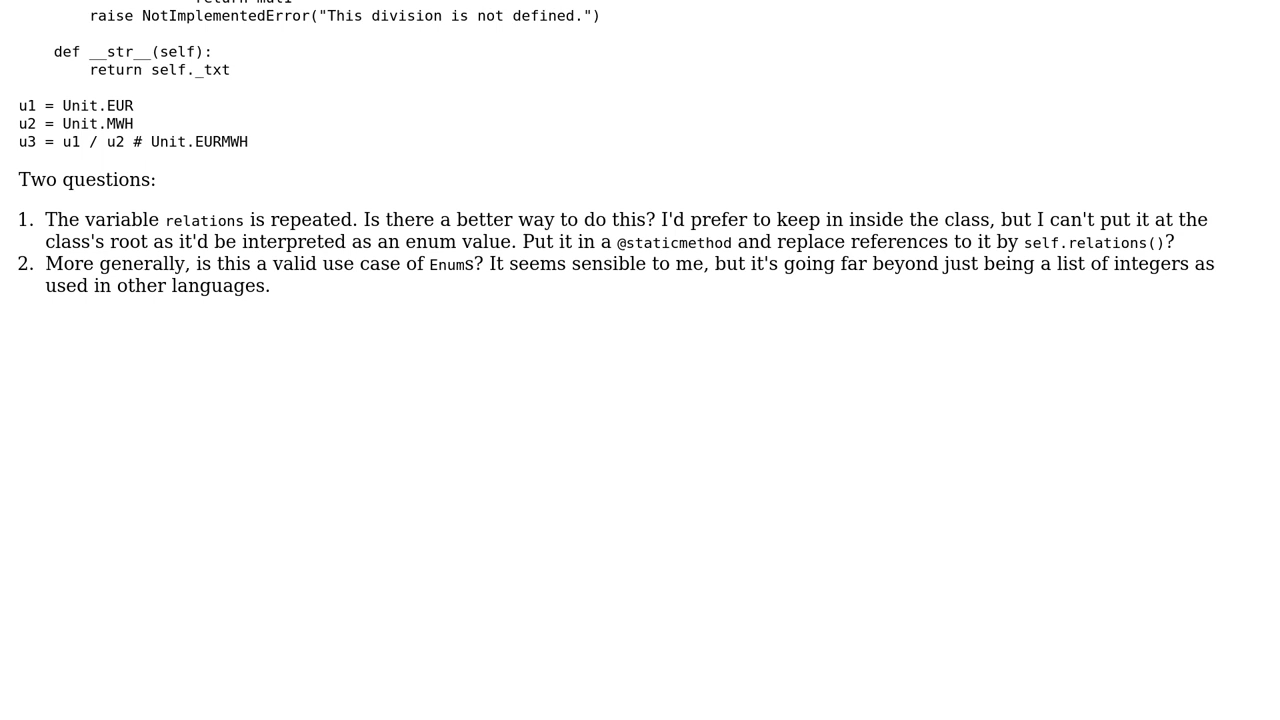 return mul1
raise NotImplementedError("This division is not defined.")
def __str__(self):
return self._txt
u1 = Unit.EUR
u2 = Unit.MWH
u3 = u1 / u2 # Unit.EURMWH
Two questions:
1. The variable relations is repeated. Is there a better way to do this? I'd prefer to keep in inside the class, but I can't put it at the
class's root as it'd be interpreted as an enum value. Put it in a @staticmethod and replace references to it by self.relations()?
2. More generally, is this a valid use case of Enums? It seems sensible to me, but it's going far beyond just being a list of integers as
used in other languages.